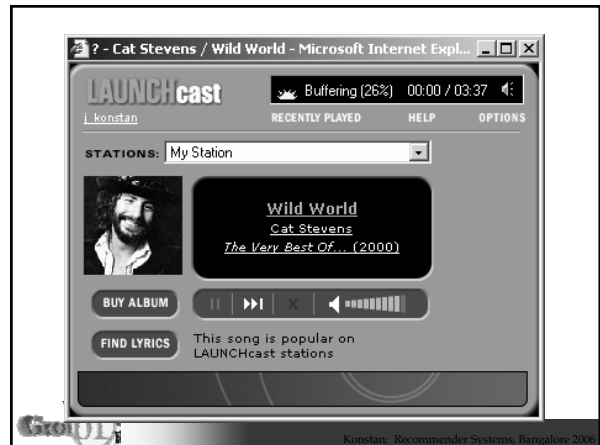 ? - Cat Stevens / Wild World - Microsoft Internet Expl...
LAUNCHcast
Buffering (26%) 00:00 / 03:37
j_konstan
RECENTLY PLAYED HELP OPTIONS
STATIONS: My Station
Wild World
Cat Stevens
The Very Best Of... (2000)
BUY ALBUM
FIND LYRICS
This song is popular on
LAUNCHcast stations
Konstan: Recommender Systems, Bangalore 2006